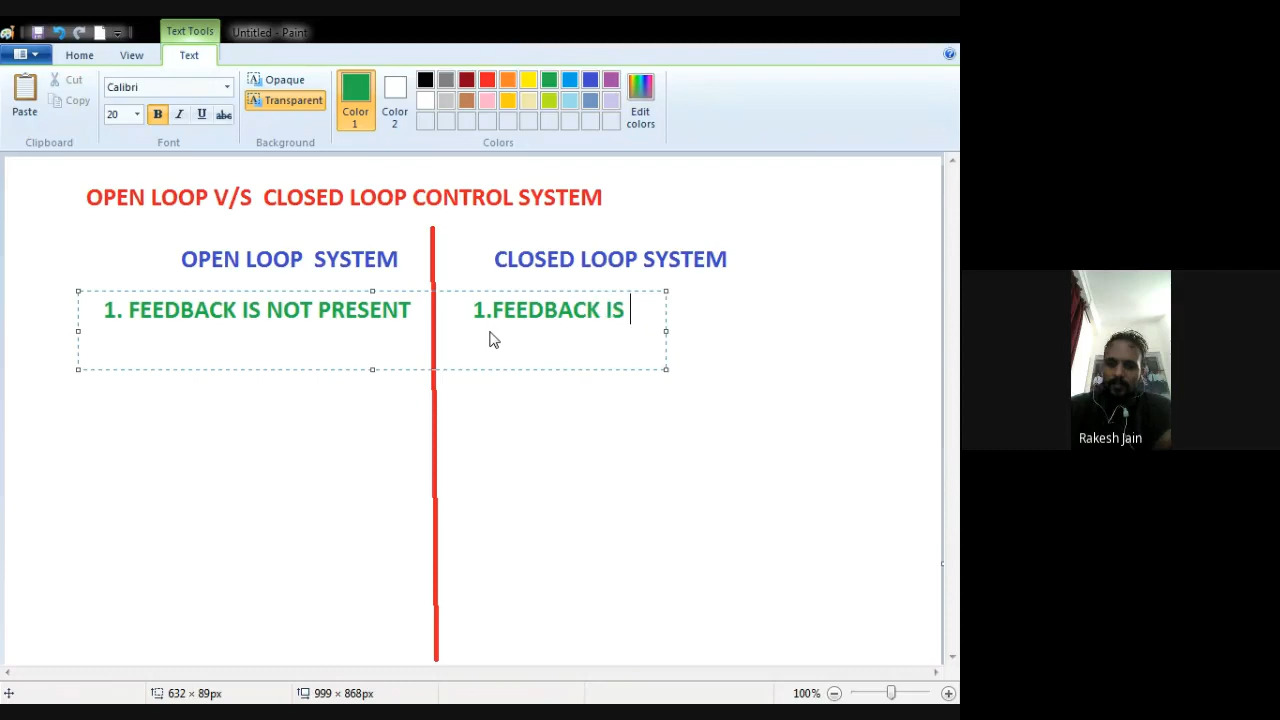 Text Tools
Untitled - Paint
Home View Text
Paste
Cut
Copy
Clipboard
Calibri
20 B I U abc
Font
Opaque
Transparent
Background
Color 1
Color 2
Edit colors
Colors
OPEN LOOP V/S CLOSED LOOP CONTROL SYSTEM
OPEN LOOP SYSTEM CLOSED LOOP SYSTEM
1. FEEDBACK IS NOT PRESENT 1.FEEDBACK IS
Rakesh Jain
632 × 89px 999 × 868px 100%